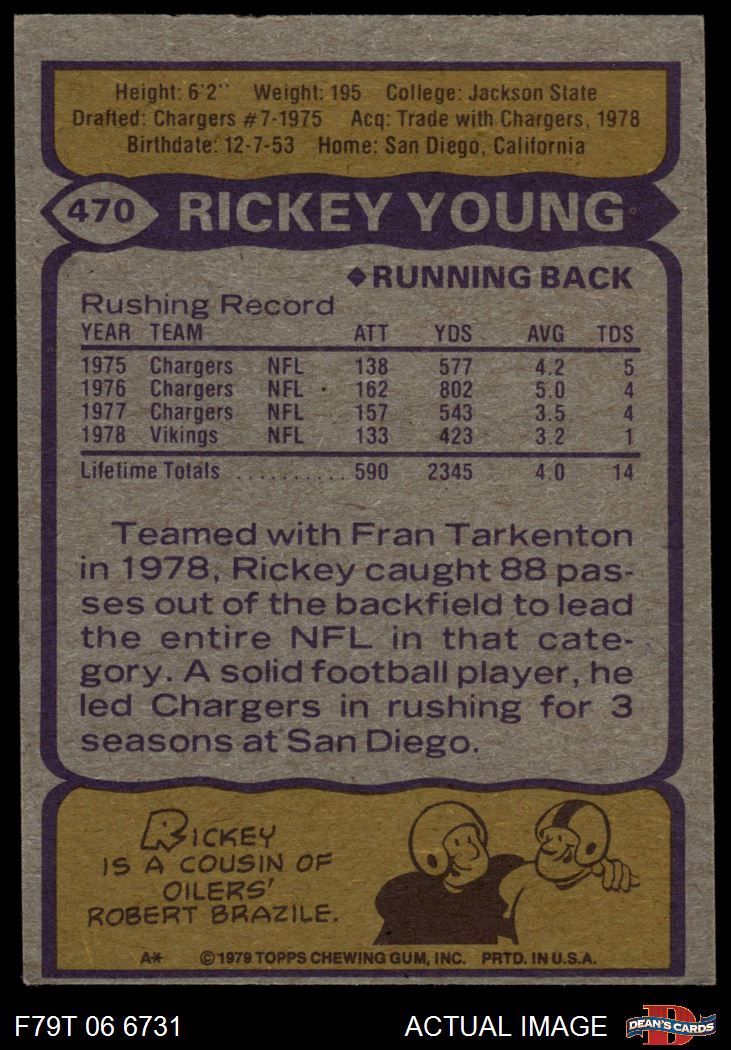 Height: 6'2" Weight: 195 College: Jackson State
Drafted: Chargers #7-1975 Acq: Trade with Chargers, 1978
Birthdate: 12-7-53 Home: San Diego, California
470 RICKEY YOUNG
◆RUNNING BACK
Rushing Record
YEAR TEAM ATT YDS AVG TDS
1975 Chargers NFL 138 577 4.2 5
1976 Chargers NFL 162 802 5.0 4
1977 Chargers NFL 157 543 3.5 4
1978 Vikings NFL 133 423 3.2 1
Lifetime Totals .......... 590 2345 4.0 14
Teamed with Fran Tarkenton
in 1978, Rickey caught 88 pas-
ses out of the backfield to lead
the entire NFL in that cate-
gory. A solid football player, he
led Chargers in rushing for 3
seasons at San Diego.
RICKEY
IS A COUSIN OF
OILERS'
ROBERT BRAZILE.
A* ©1979 TOPPS CHEWING GUM, INC. PRTD. IN U.S.A.
F79T 06 6731 ACTUAL IMAGE D DEAN'S CARDS